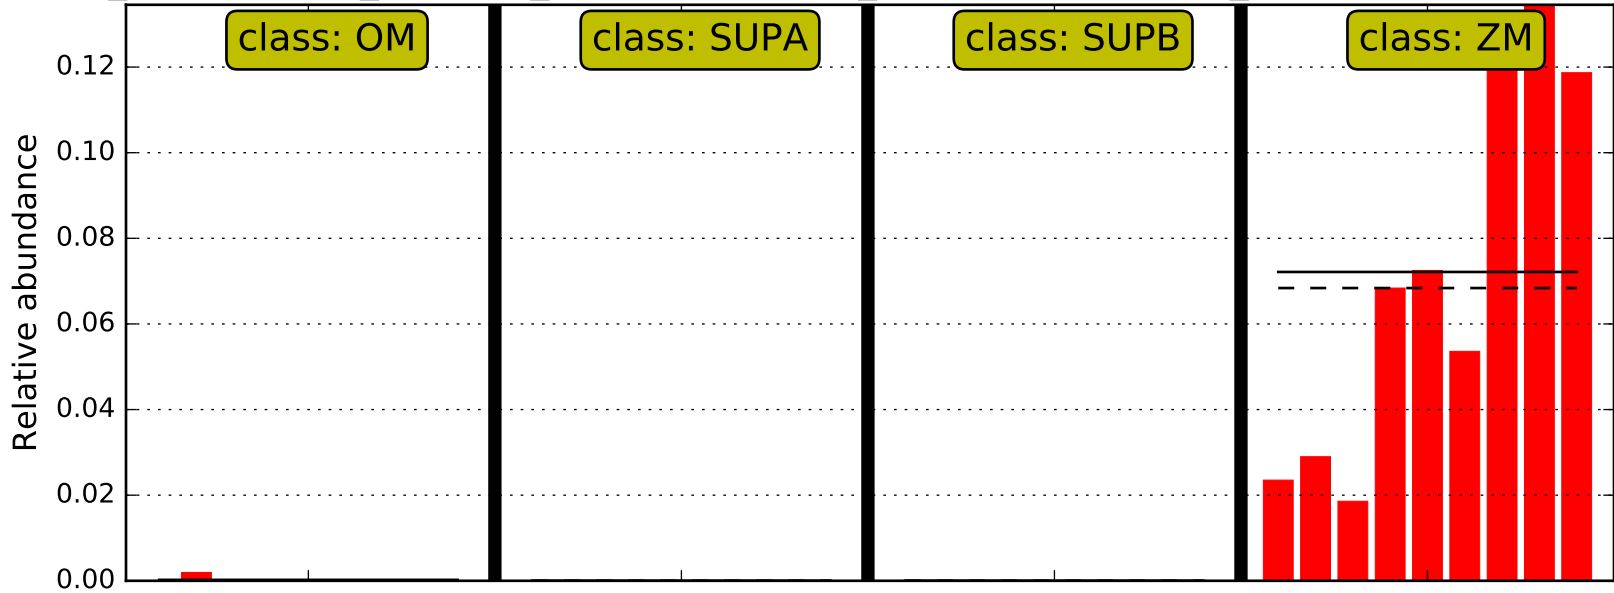 class: OM
class: SUPA
class: SUPB
class: ZM
Relative abundance
0.12
0.10
0.08
0.06
0.04
0.02
0.00